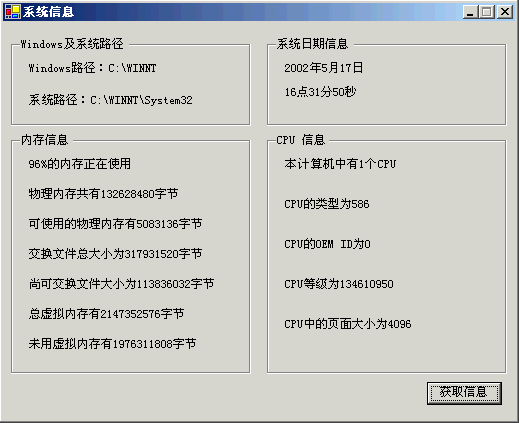 系统信息
Windows及系统路径
Windows路径：C:\WINNT
系统路径：C:\WINNT\System32
系统日期信息
2002年5月17日
16点31分50秒
内存信息
96%的内存正在使用
物理内存共有132628480字节
可使用的物理内存有5083136字节
交换文件总大小为317931520字节
尚可交换文件大小为113836032字节
总虚拟内存有2147352576字节
未用虚拟内存有1976311808字节
CPU 信息
本计算机中有1个CPU
CPU的类型为586
CPU的OEM ID为0
CPU等级为134610950
CPU中的页面大小为4096
获取信息